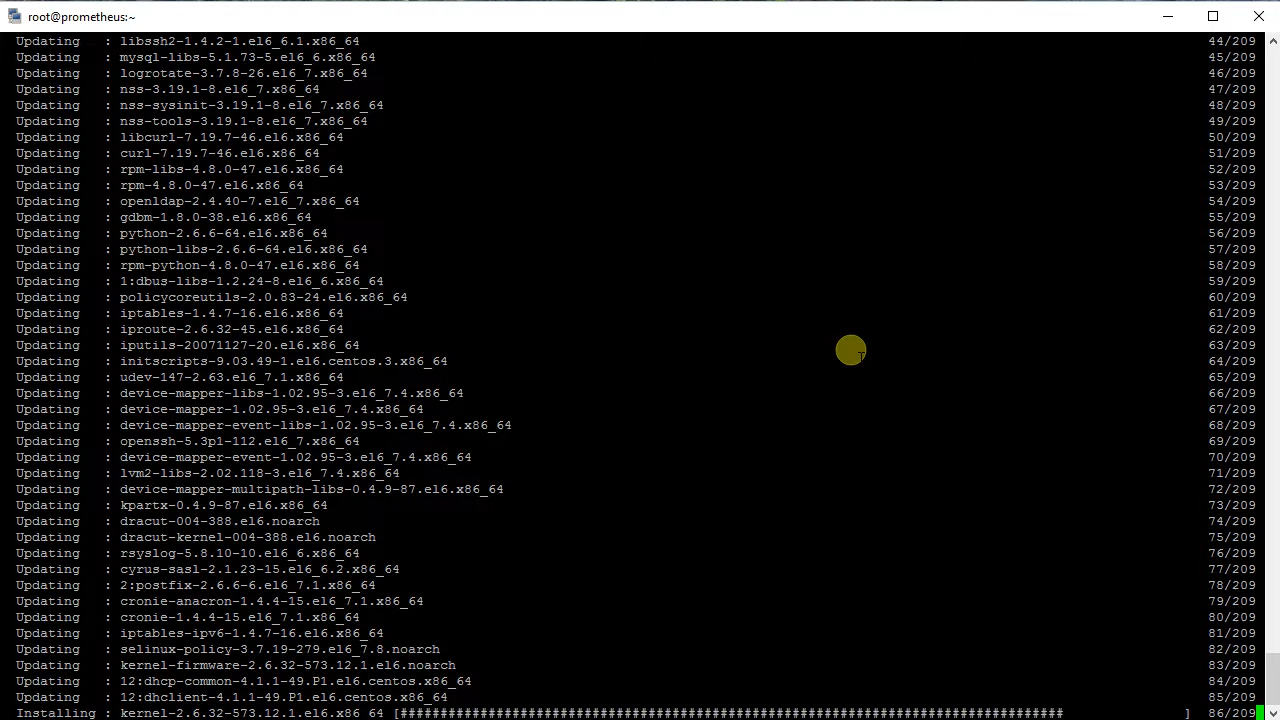 root@prometheus:~
Updating : libssh2-1.4.2-1.el6_6.1.x86_64 44/209
Updating : mysql-libs-5.1.73-5.el6_6.x86_64 45/209
Updating : logrotate-3.7.8-26.el6_7.x86_64 46/209
Updating : nss-3.19.1-8.el6_7.x86_64 47/209
Updating : nss-sysinit-3.19.1-8.el6_7.x86_64 48/209
Updating : nss-tools-3.19.1-8.el6_7.x86_64 49/209
Updating : libcurl-7.19.7-46.el6.x86_64 50/209
Updating : curl-7.19.7-46.el6.x86_64 51/209
Updating : rpm-libs-4.8.0-47.el6.x86_64 52/209
Updating : rpm-4.8.0-47.el6.x86_64 53/209
Updating : openldap-2.4.40-7.el6_7.x86_64 54/209
Updating : gdbm-1.8.0-38.el6.x86_64 55/209
Updating : python-2.6.6-64.el6.x86_64 56/209
Updating : python-libs-2.6.6-64.el6.x86_64 57/209
Updating : rpm-python-4.8.0-47.el6.x86_64 58/209
Updating : 1:dbus-libs-1.2.24-8.el6_6.x86_64 59/209
Updating : policycoreutils-2.0.83-24.el6.x86_64 60/209
Updating : iptables-1.4.7-16.el6.x86_64 61/209
Updating : iproute-2.6.32-45.el6.x86_64 62/209
Updating : iputils-20071127-20.el6.x86_64 63/209
Updating : initscripts-9.03.49-1.el6.centos.3.x86_64 64/209
Updating : udev-147-2.63.el6_7.1.x86_64 65/209
Updating : device-mapper-libs-1.02.95-3.el6_7.4.x86_64 66/209
Updating : device-mapper-1.02.95-3.el6_7.4.x86_64 67/209
Updating : device-mapper-event-libs-1.02.95-3.el6_7.4.x86_64 68/209
Updating : openssh-5.3p1-112.el6_7.x86_64 69/209
Updating : device-mapper-event-1.02.95-3.el6_7.4.x86_64 70/209
Updating : lvm2-libs-2.02.118-3.el6_7.4.x86_64 71/209
Updating : device-mapper-multipath-libs-0.4.9-87.el6.x86_64 72/209
Updating : kpartx-0.4.9-87.el6.x86_64 73/209
Updating : dracut-004-388.el6.noarch 74/209
Updating : dracut-kernel-004-388.el6.noarch 75/209
Updating : rsyslog-5.8.10-10.el6_6.x86_64 76/209
Updating : cyrus-sasl-2.1.23-15.el6_6.2.x86_64 77/209
Updating : 2:postfix-2.6.6-6.el6_7.1.x86_64 78/209
Updating : cronie-anacron-1.4.4-15.el6_7.1.x86_64 79/209
Updating : cronie-1.4.4-15.el6_7.1.x86_64 80/209
Updating : iptables-ipv6-1.4.7-16.el6.x86_64 81/209
Updating : selinux-policy-3.7.19-279.el6_7.8.noarch 82/209
Updating : kernel-firmware-2.6.32-573.12.1.el6.noarch 83/209
Updating : 12:dhcp-common-4.1.1-49.P1.el6.centos.x86_64 84/209
Updating : 12:dhclient-4.1.1-49.P1.el6.centos.x86_64 85/209
Installing : kernel-2.6.32-573.12.1.el6.x86_64 [################################################################################### ] 86/209